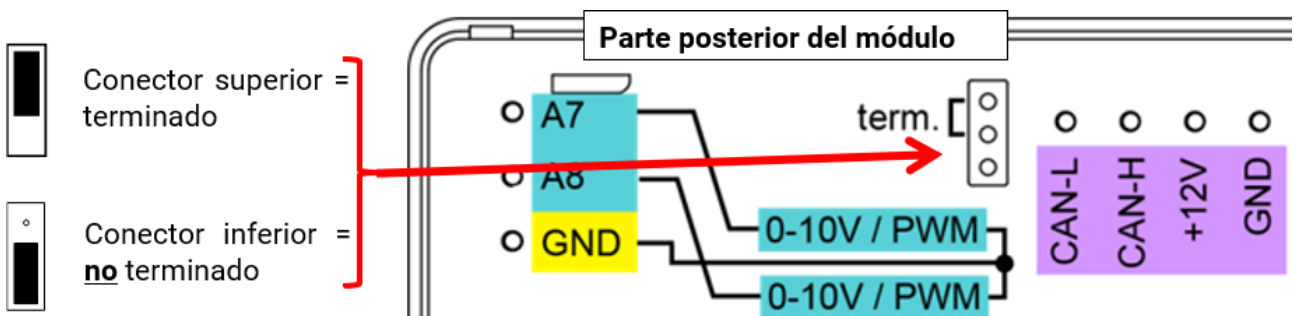 Parte posterior del módulo
Conector superior =
terminado
Conector inferior =
no terminado
A7
A8
GND
term.
0-10V / PWM
0-10V / PWM
CAN-L
CAN-H
+12V
GND